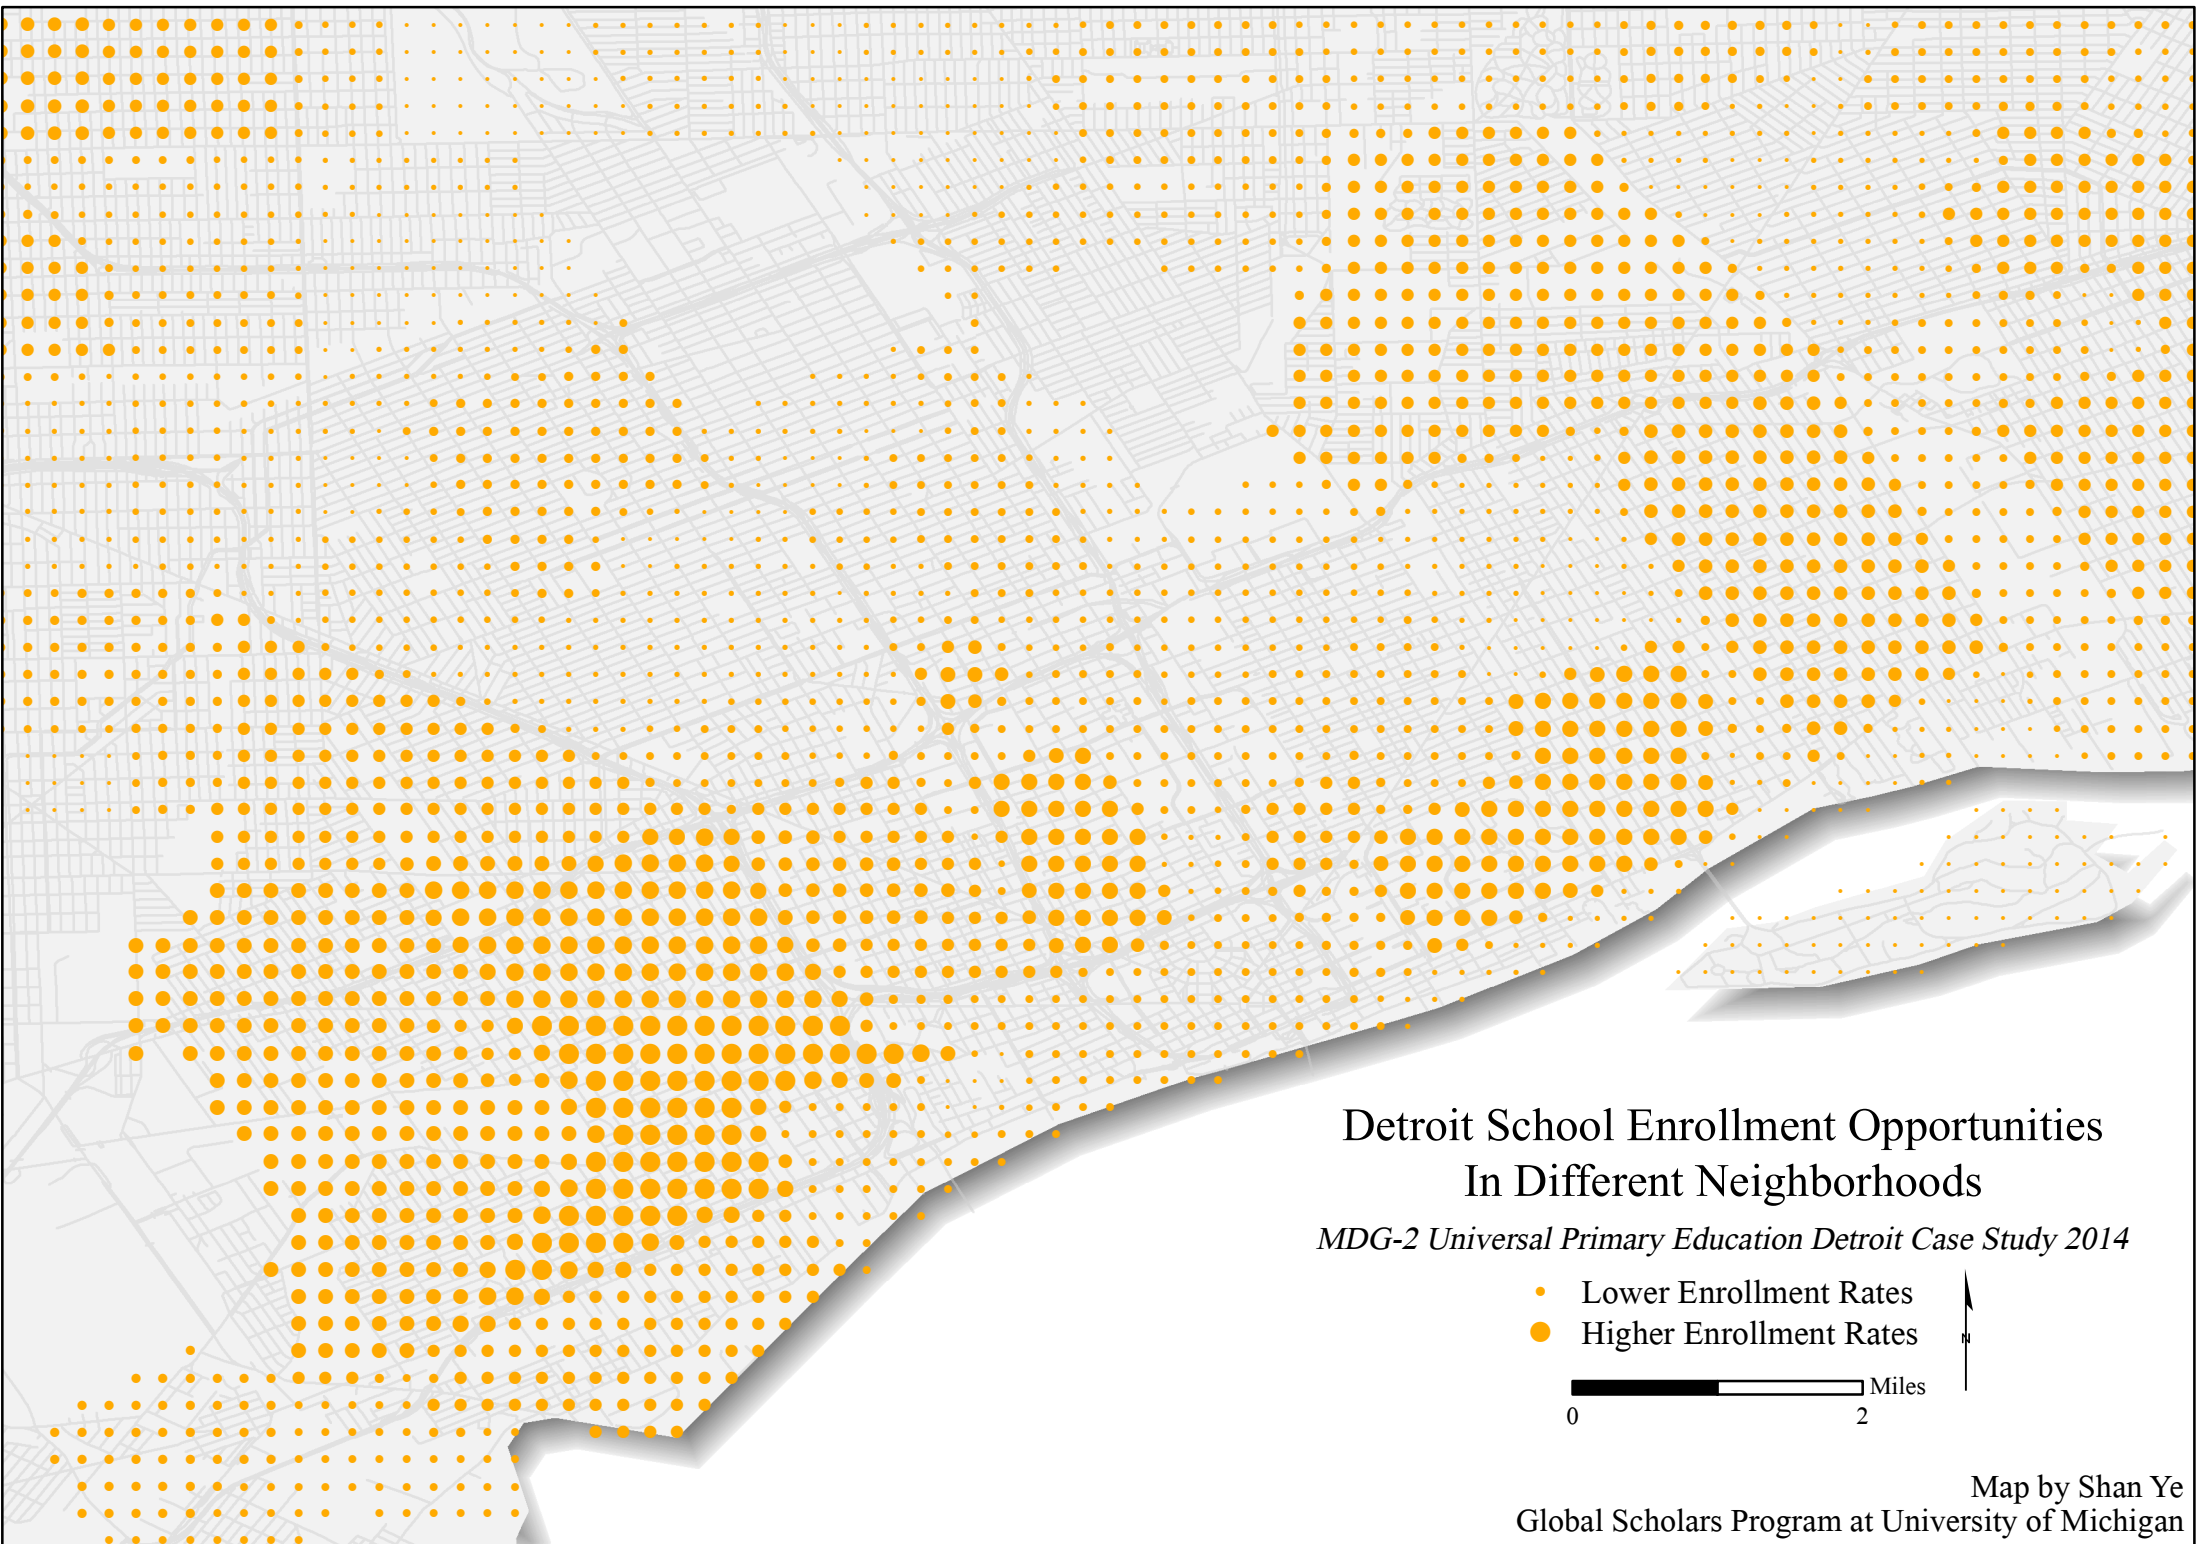 Detroit School Enrollment Opportunities
In Different Neighborhoods
MDG-2 Universal Primary Education Detroit Case Study 2014
Lower Enrollment Rates
Higher Enrollment Rates
N
Miles
0 2
Map by Shan Ye
Global Scholars Program at University of Michigan